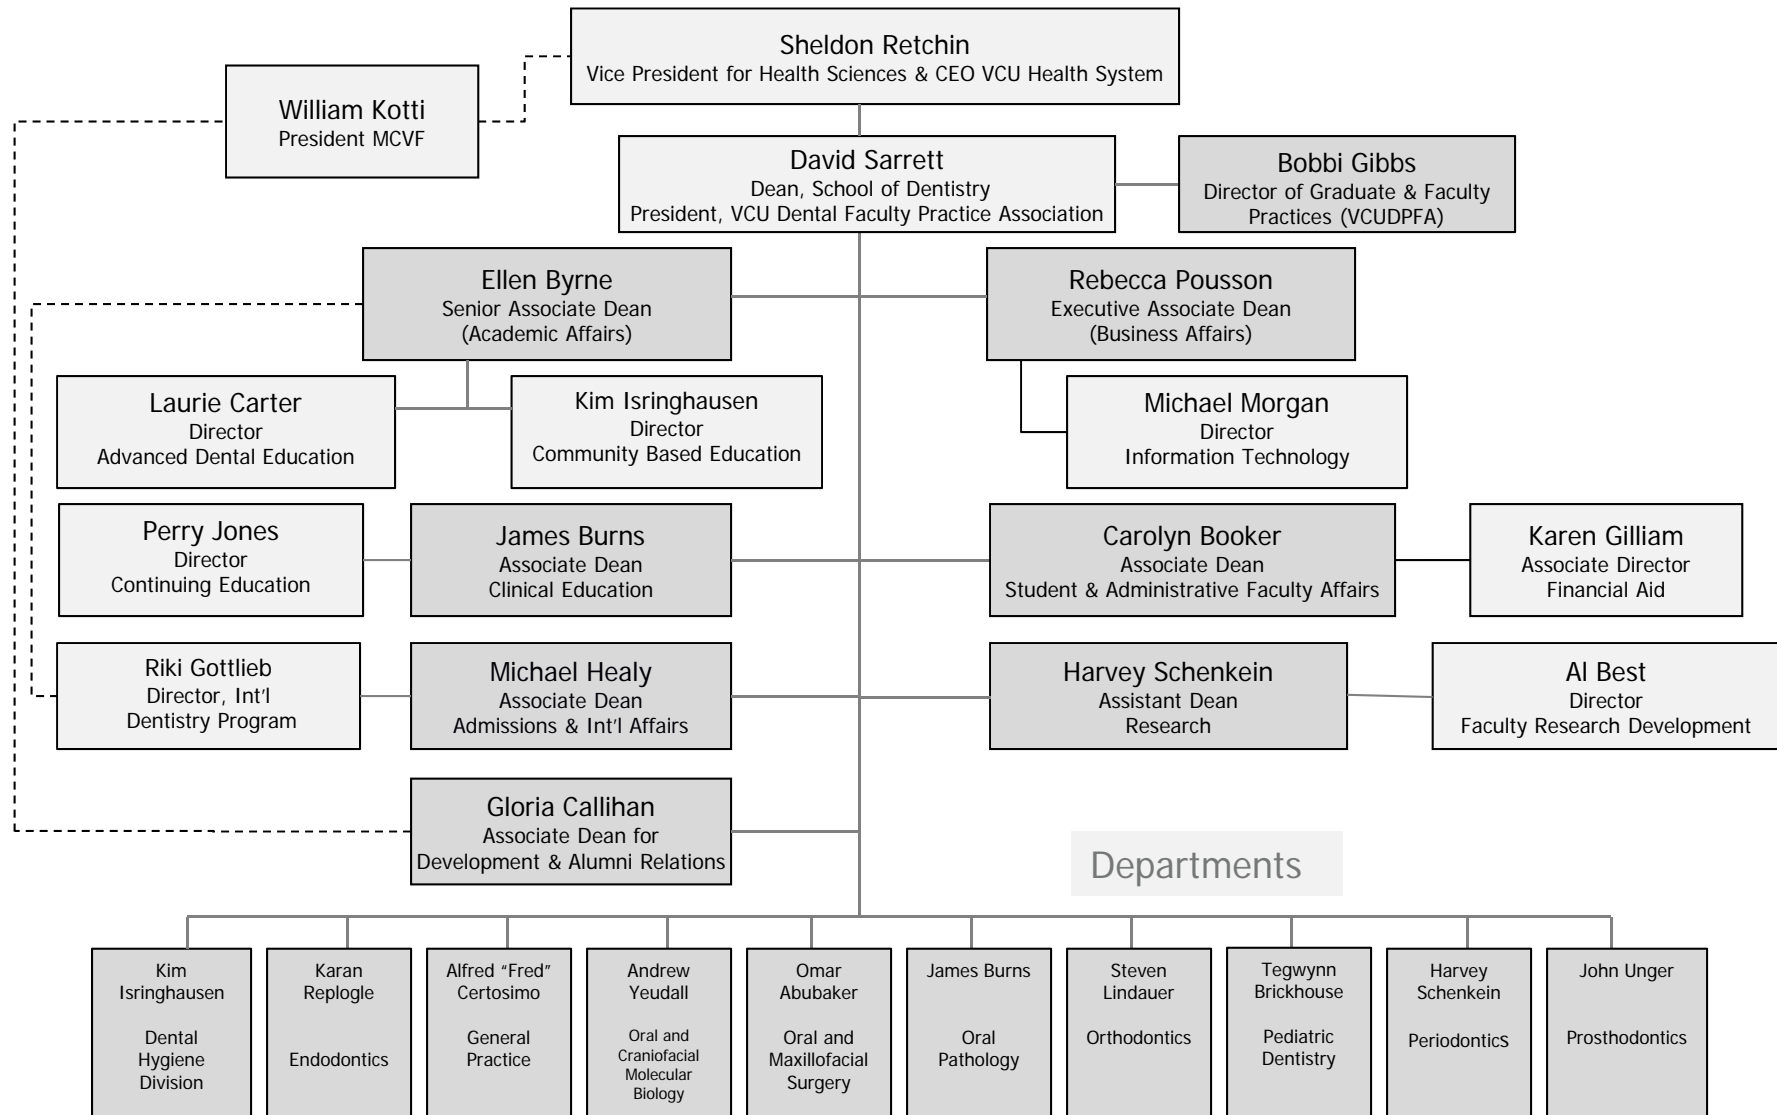 Sheldon Retchin
Vice President for Health Sciences & CEO VCU Health System
William Kotti
President MCVF
David Sarrett
Dean, School of Dentistry
President, VCU Dental Faculty Practice Association
Bobbi Gibbs
Director of Graduate & Faculty
Practices (VCUDPFA)
Ellen Byrne
Senior Associate Dean
(Academic Affairs)
Rebecca Pousson
Executive Associate Dean
(Business Affairs)
Laurie Carter
Director
Advanced Dental Education
Kim Isringhausen
Director
Community Based Education
Michael Morgan
Director
Information Technology
Perry Jones
Director
Continuing Education
James Burns
Associate Dean
Clinical Education
Carolyn Booker
Associate Dean
Student & Administrative Faculty Affairs
Karen Gilliam
Associate Director
Financial Aid
Riki Gottlieb
Director, Int'l
Dentistry Program
Michael Healy
Associate Dean
Admissions & Int'l Affairs
Harvey Schenkein
Assistant Dean
Research
Al Best
Director
Faculty Research Development
Gloria Callihan
Associate Dean for
Development & Alumni Relations
Departments
Kim
Isringhausen
Dental
Hygiene
Division
Karan
Replogle
Endodontics
Alfred “Fred”
Certosimo
General
Practice
Andrew
Yeudall
Oral and
Craniofacial
Molecular
Biology
Omar
Abubaker
Oral and
Maxillofacial
Surgery
James Burns
Oral
Pathology
Steven
Lindauer
Orthodontics
Tegwynn
Brickhouse
Pediatric
Dentistry
Harvey
Schenkein
Periodontics
John Unger
Prosthodontics